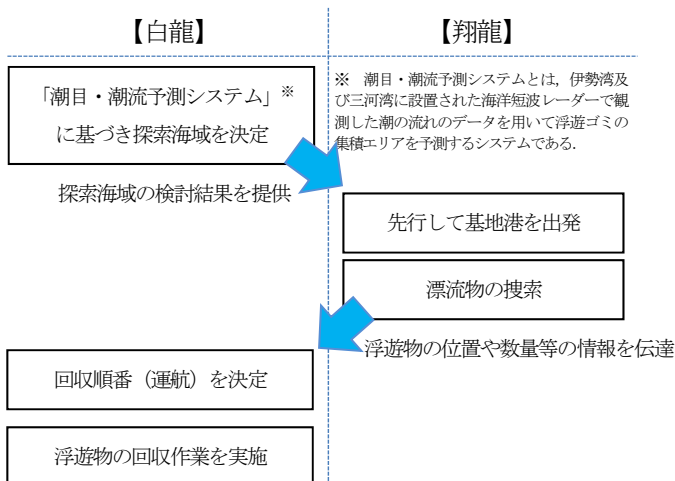 【白龍】
【翔龍】
「潮目・潮流予測システム」※
に基づき探索海域を決定
※ 潮目・潮流予測システムとは，伊勢湾及
び三河湾に設置された海洋短波レーダーで観
測した潮の流れのデータを用いて浮遊ゴミの
集積エリアを予測するシステムである．
探索海域の検討結果を提供
先行して基地港を出発
漂流物の捜索
浮遊物の位置や数量等の情報を伝達
回収順番（運航）を決定
浮遊物の回収作業を実施